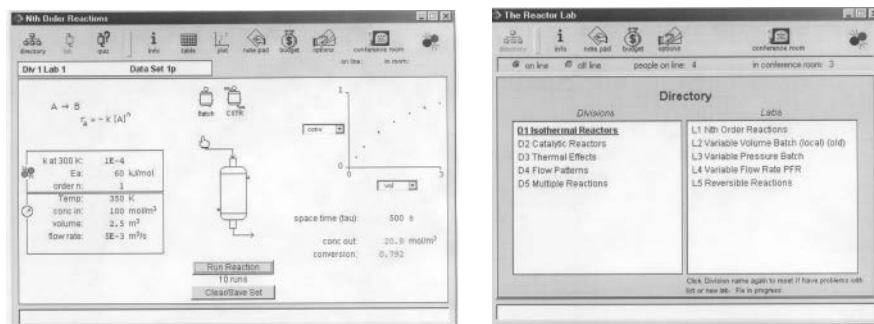 Nth Order Reactions
directory
lab
quiz
info
table
plot
note pad
budget
options
conference room
on line:
in room:
Div 1 Lab 1
Data Set 1p
A → B
r_A = - k [A]^n
Batch
CSTR
k at 300 K: 1E-4
Ea: 60 kJ/mol
order n: 1
Temp: 350 K
conc in: 100 mol/m³
volume: 2.5 m³
flow rate: 5E-3 m³/s
1
conv
0
0
3
vol
space time (tau): 500 s
conc out: 20.8 mol/m³
conversion: 0.792
Run Reaction
10 runs
Clear/Save Set
The Reactor Lab
directory
info
note pad
budget
options
conference room
on line
off line
people on line: 4
in conference room: 3
Directory
Divisions
Labs
D1 Isothermal Reactors
D2 Catalytic Reactors
D3 Thermal Effects
D4 Flow Patterns
D5 Multiple Reactions
L1 Nth Order Reactions
L2 Variable Volume Batch (local) (old)
L3 Variable Pressure Batch
L4 Variable Flow Rate PFR
L5 Reversible Reactions
Click Division name again to reset if have problems with
list or new lab. Fix in progress.